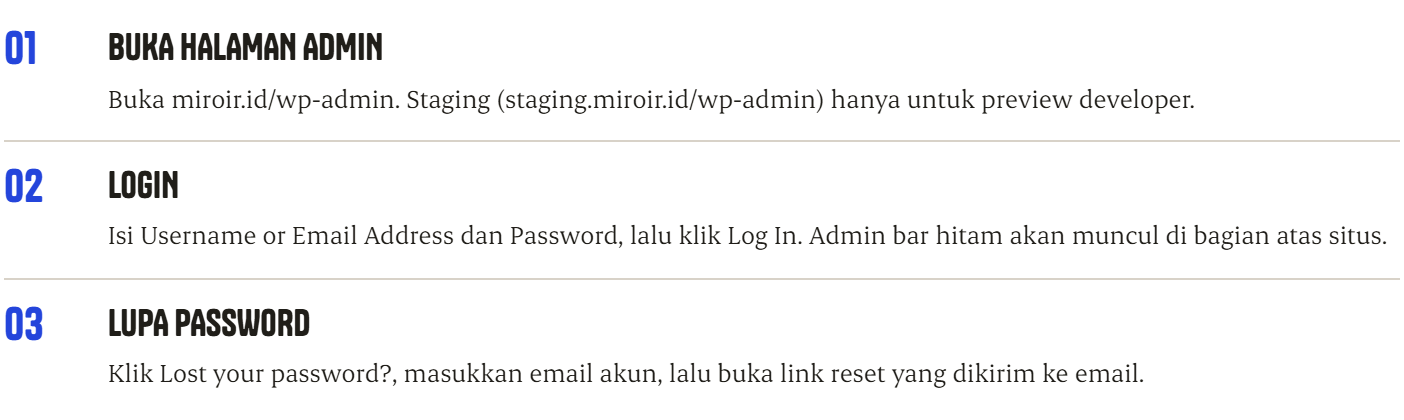 01
BUKA HALAMAN ADMIN
Buka miroir.id/wp-admin. Staging (staging.miroir.id/wp-admin) hanya untuk preview developer.
02
LOGIN
Isi Username or Email Address dan Password, lalu klik Log In. Admin bar hitam akan muncul di bagian atas situs.
03
LUPA PASSWORD
Klik Lost your password?, masukkan email akun, lalu buka link reset yang dikirim ke email.